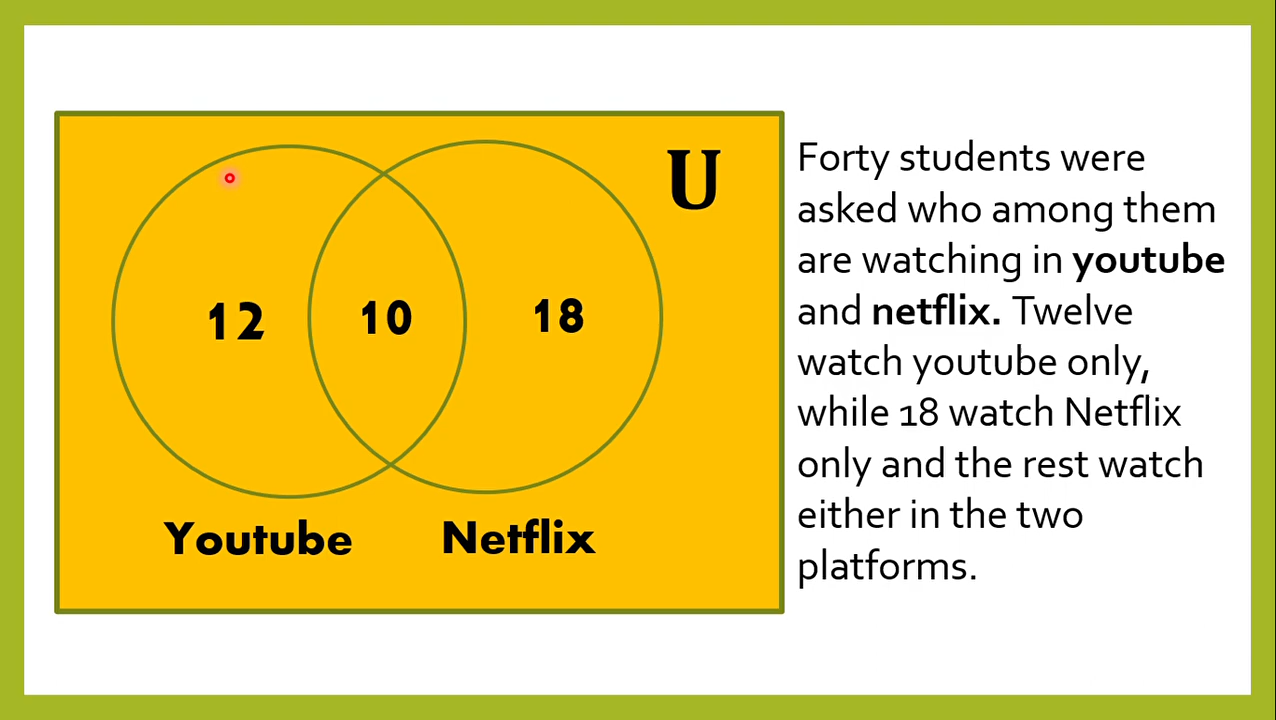 U
12
10
18
Youtube
Netflix
Forty students were
asked who among them
are watching in youtube
and netflix. Twelve
watch youtube only,
while 18 watch Netflix
only and the rest watch
either in the two
platforms.